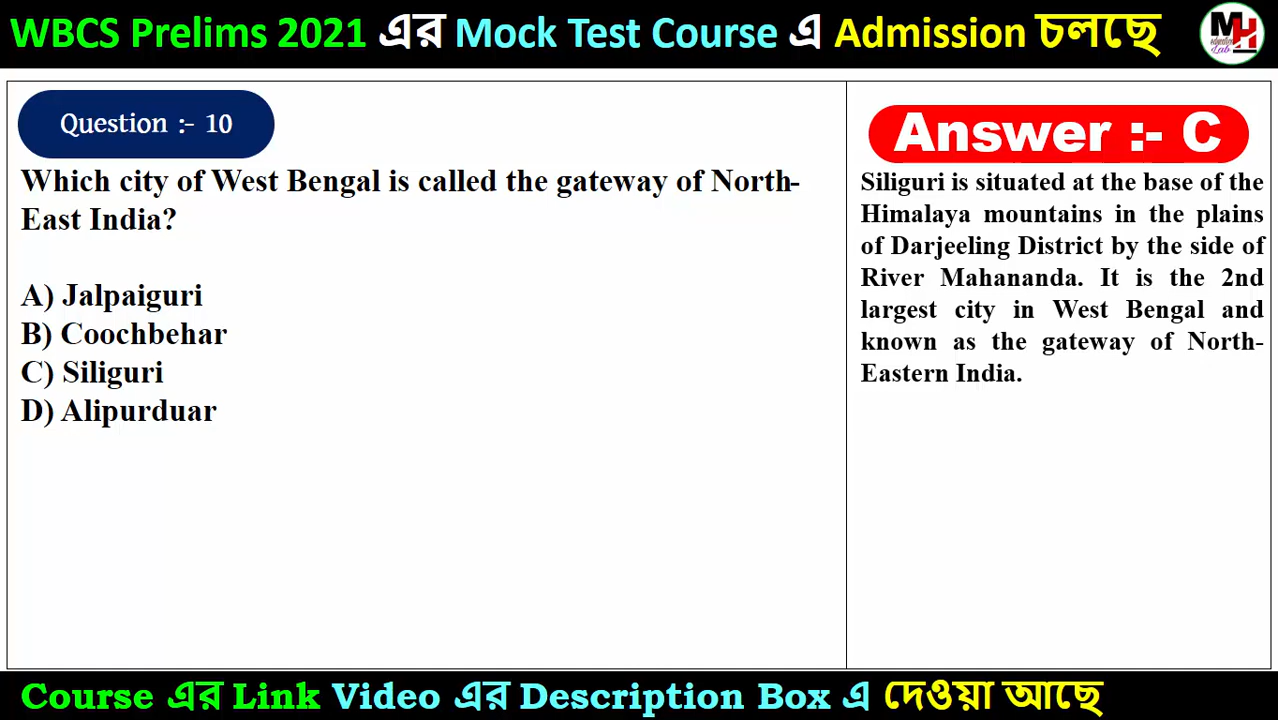 WBCS Prelims 2021 এর Mock Test Course এ Admission চলছে
MH
education
Lab
Question :- 10
Which city of West Bengal is called the gateway of North-
East India?
A) Jalpaiguri
B) Coochbehar
C) Siliguri
D) Alipurduar
Answer :- C
Siliguri is situated at the base of the
Himalaya mountains in the plains
of Darjeeling District by the side of
River Mahananda. It is the 2nd
largest city in West Bengal and
known as the gateway of North-
Eastern India.
Course এর Link Video এর Description Box এ দেওয়া আছে